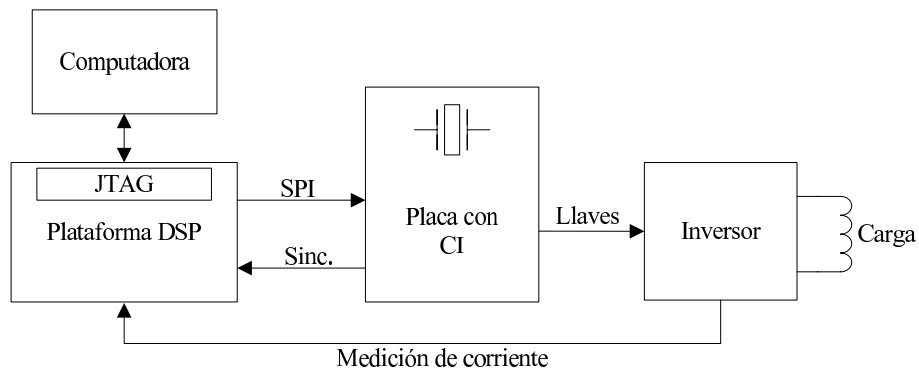 Computadora
JTAG
Plataforma DSP
SPI
Sinc.
Placa con
CI
Llaves
Inversor
Carga
Medición de corriente